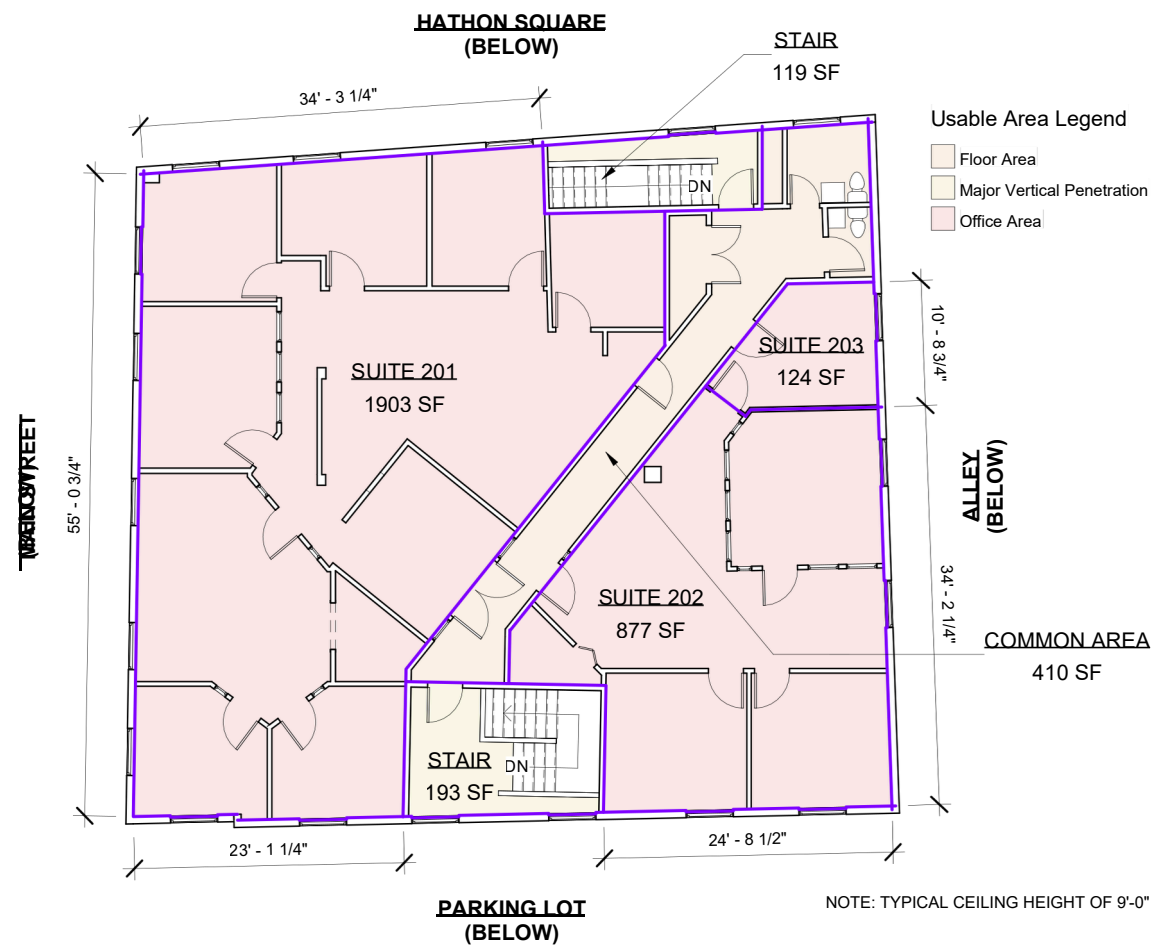 HATHON SQUARE
(BELOW)
STAIR
119 SF
34' - 3 1/4"
Usable Area Legend
Floor Area
Major Vertical Penetration
Office Area
DN
10' - 8 3/4"
SUITE 203
124 SF
SUITE 201
1903 SF
55' - 0 3/4"
ALLEY
(BELOW)
34' - 2 1/4"
SUITE 202
877 SF
COMMON AREA
410 SF
STAIR
193 SF
DN
23' - 1 1/4"
24' - 8 1/2"
NOTE: TYPICAL CEILING HEIGHT OF 9'-0"
PARKING LOT
(BELOW)